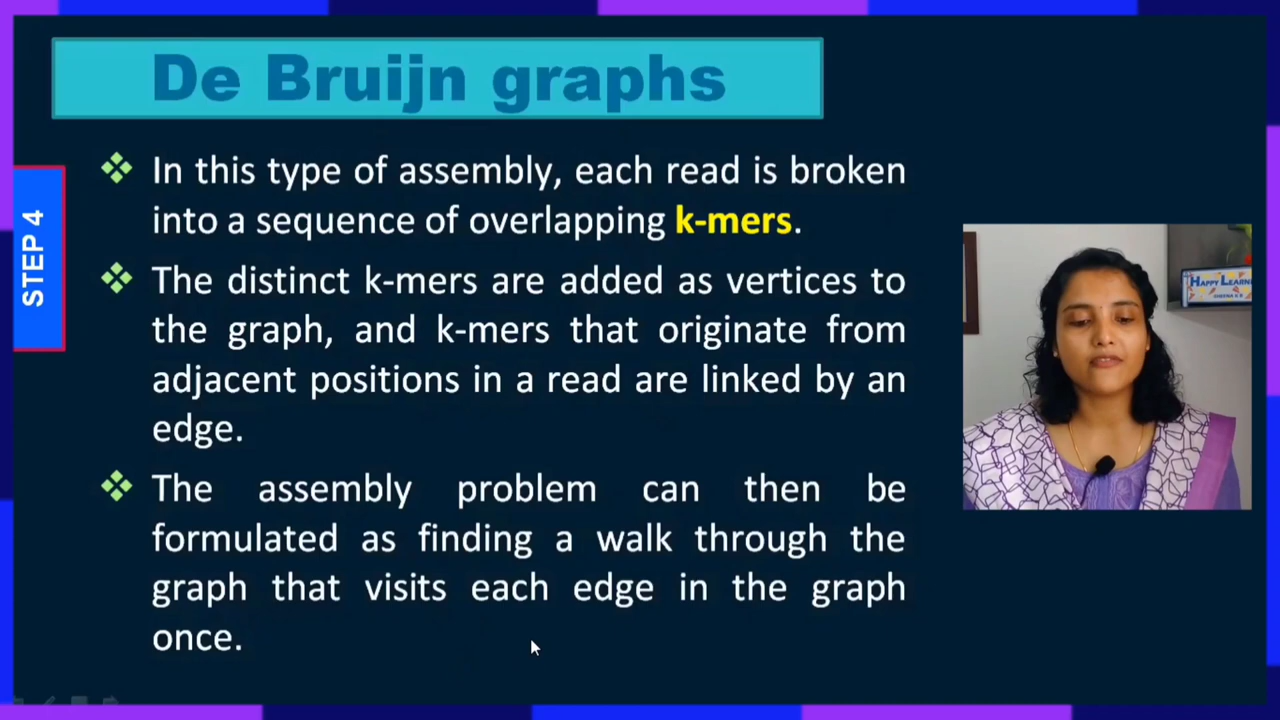 De Bruijn graphs
STEP 4
In this type of assembly, each read is broken
into a sequence of overlapping k-mers.
The distinct k-mers are added as vertices to
the graph, and k-mers that originate from
adjacent positions in a read are linked by an
edge.
The assembly problem can then be
formulated as finding a walk through the
graph that visits each edge in the graph
once.
HAPPY LEARN